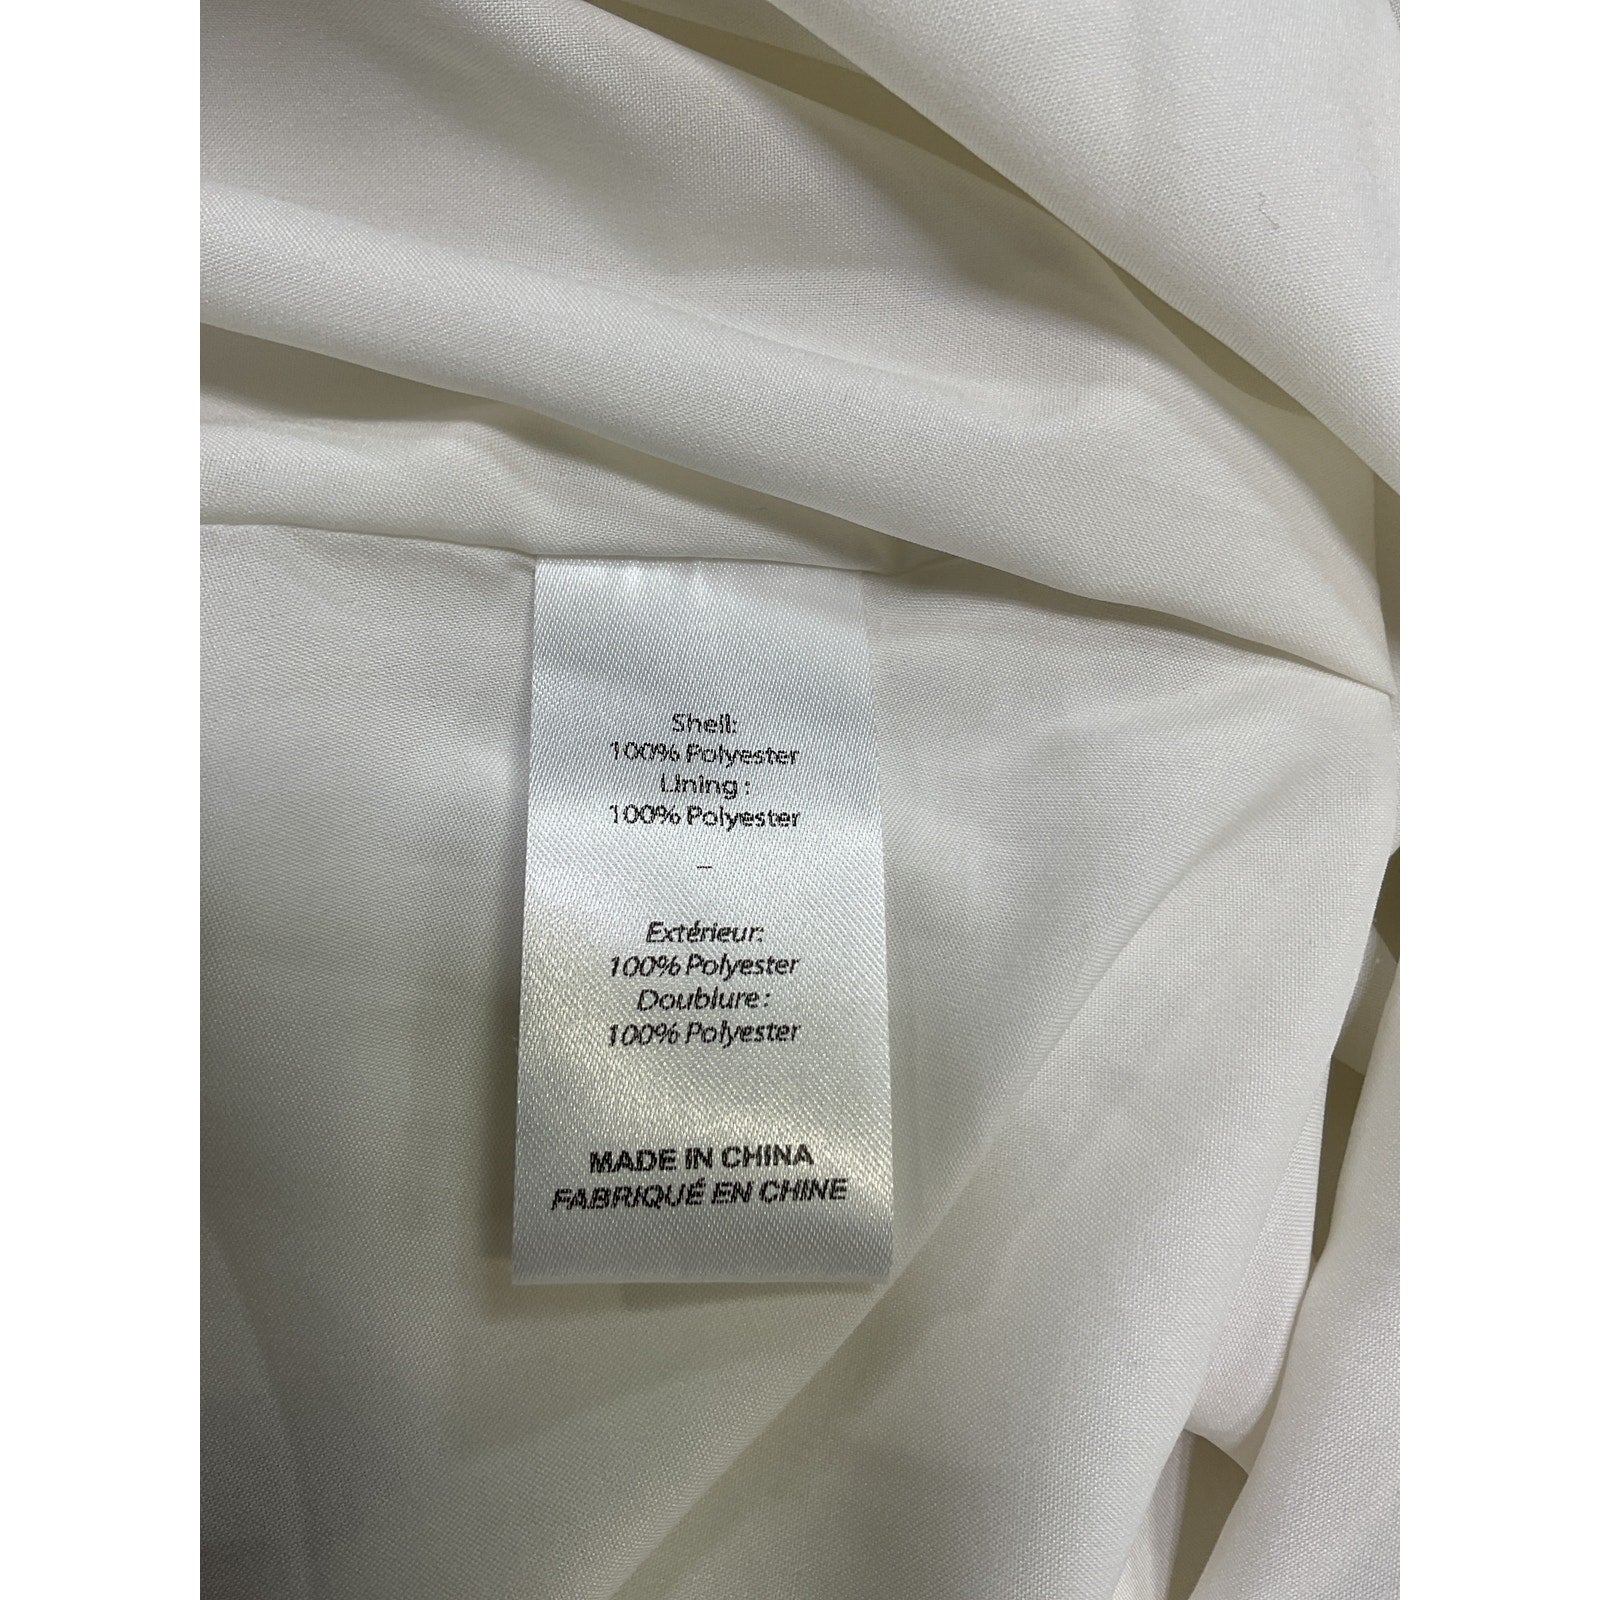 Shell:
100% Polyester
Lining :
100% Polyester
–
Extérieur:
100% Polyester
Doublure :
100% Polyester
MADE IN CHINA
FABRIQUÉ EN CHINE